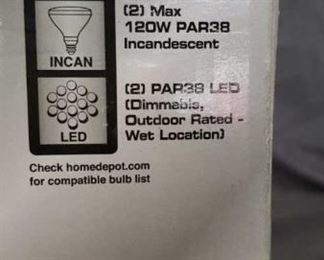 (2) Max
120W PAR38
Incandescent
INCAN
(2) PAR38 LED
(Dimmable,
Outdoor Rated -
Wet Location)
LED
Check homedepot.com
for compatible bulb list